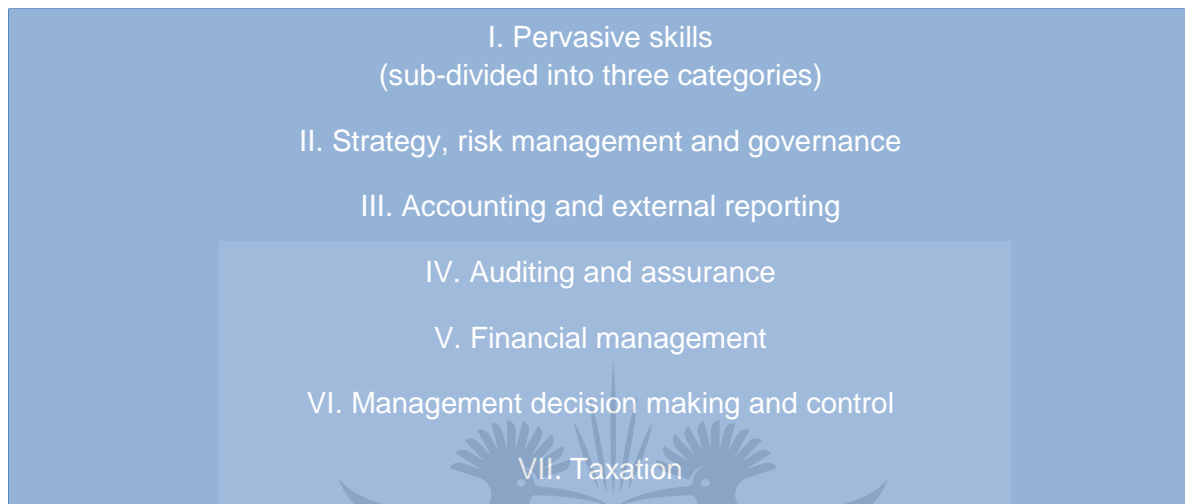 I. Pervasive skills
(sub-divided into three categories)
II. Strategy, risk management and governance
III. Accounting and external reporting
IV. Auditing and assurance
V. Financial management
VI. Management decision making and control
VII. Taxation